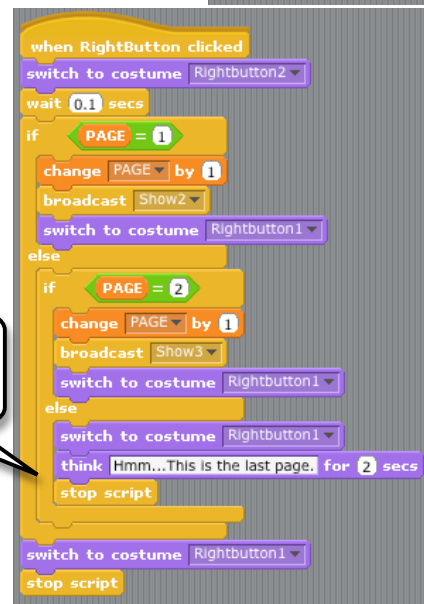 when RightButton clicked
switch to costume Rightbutton2
wait 0.1 secs
if PAGE = 1
change PAGE by 1
broadcast Show2
switch to costume Rightbutton1
else
if PAGE = 2
change PAGE by 1
broadcast Show3
switch to costume Rightbutton1
else
switch to costume Rightbutton1
think Hmm...This is the last page. for 2 secs
stop script
switch to costume Rightbutton1
stop script